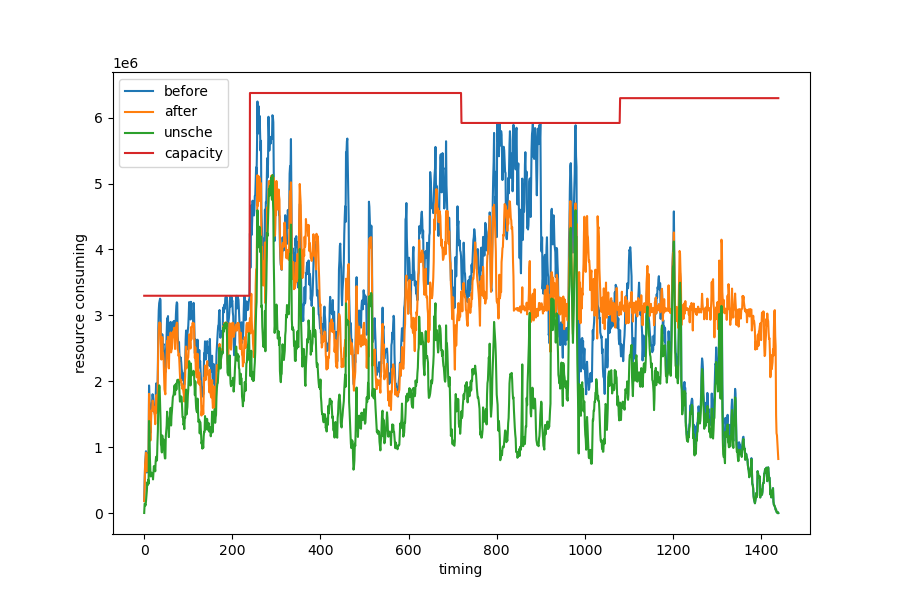 1e6
before
after
unsche
capacity
6
5
4
3
2
1
0
resource consuming
0 200 400 600 800 1000 1200 1400
timing